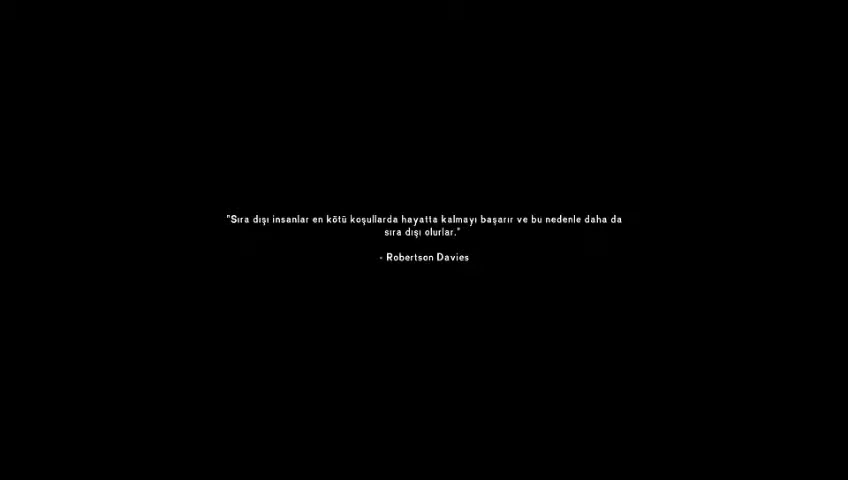 "Sıra dışı insanlar en kötü koşullarda hayatta kalmayı başarır ve bu nedenle daha da
sıra dışı olurlar."
- Robertson Davies